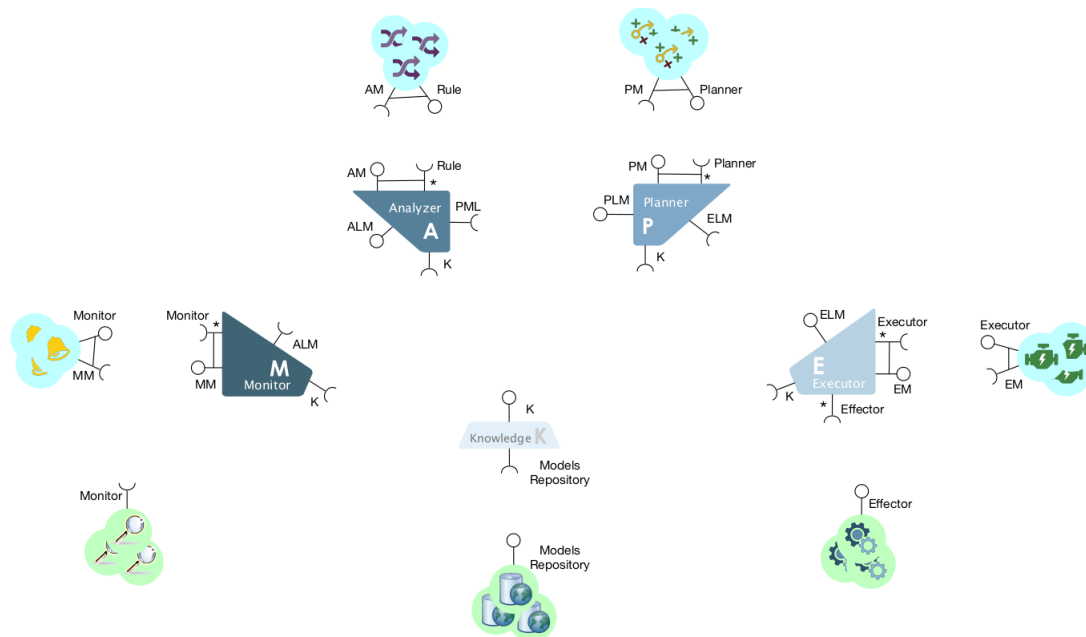 AM
Rule
PM
Planner
AM
Rule
*
Analyzer
A
ALM
PML
K
PM
Planner
*
PLM
Planner
P
ELM
K
Monitor
MM
Monitor
*
MM
ALM
M
Monitor
K
ELM
Executor
*
E
Executor
K
EM
*
Effector
Executor
EM
K
Knowledge K
Models
Repository
Monitor
Models
Repository
Effector